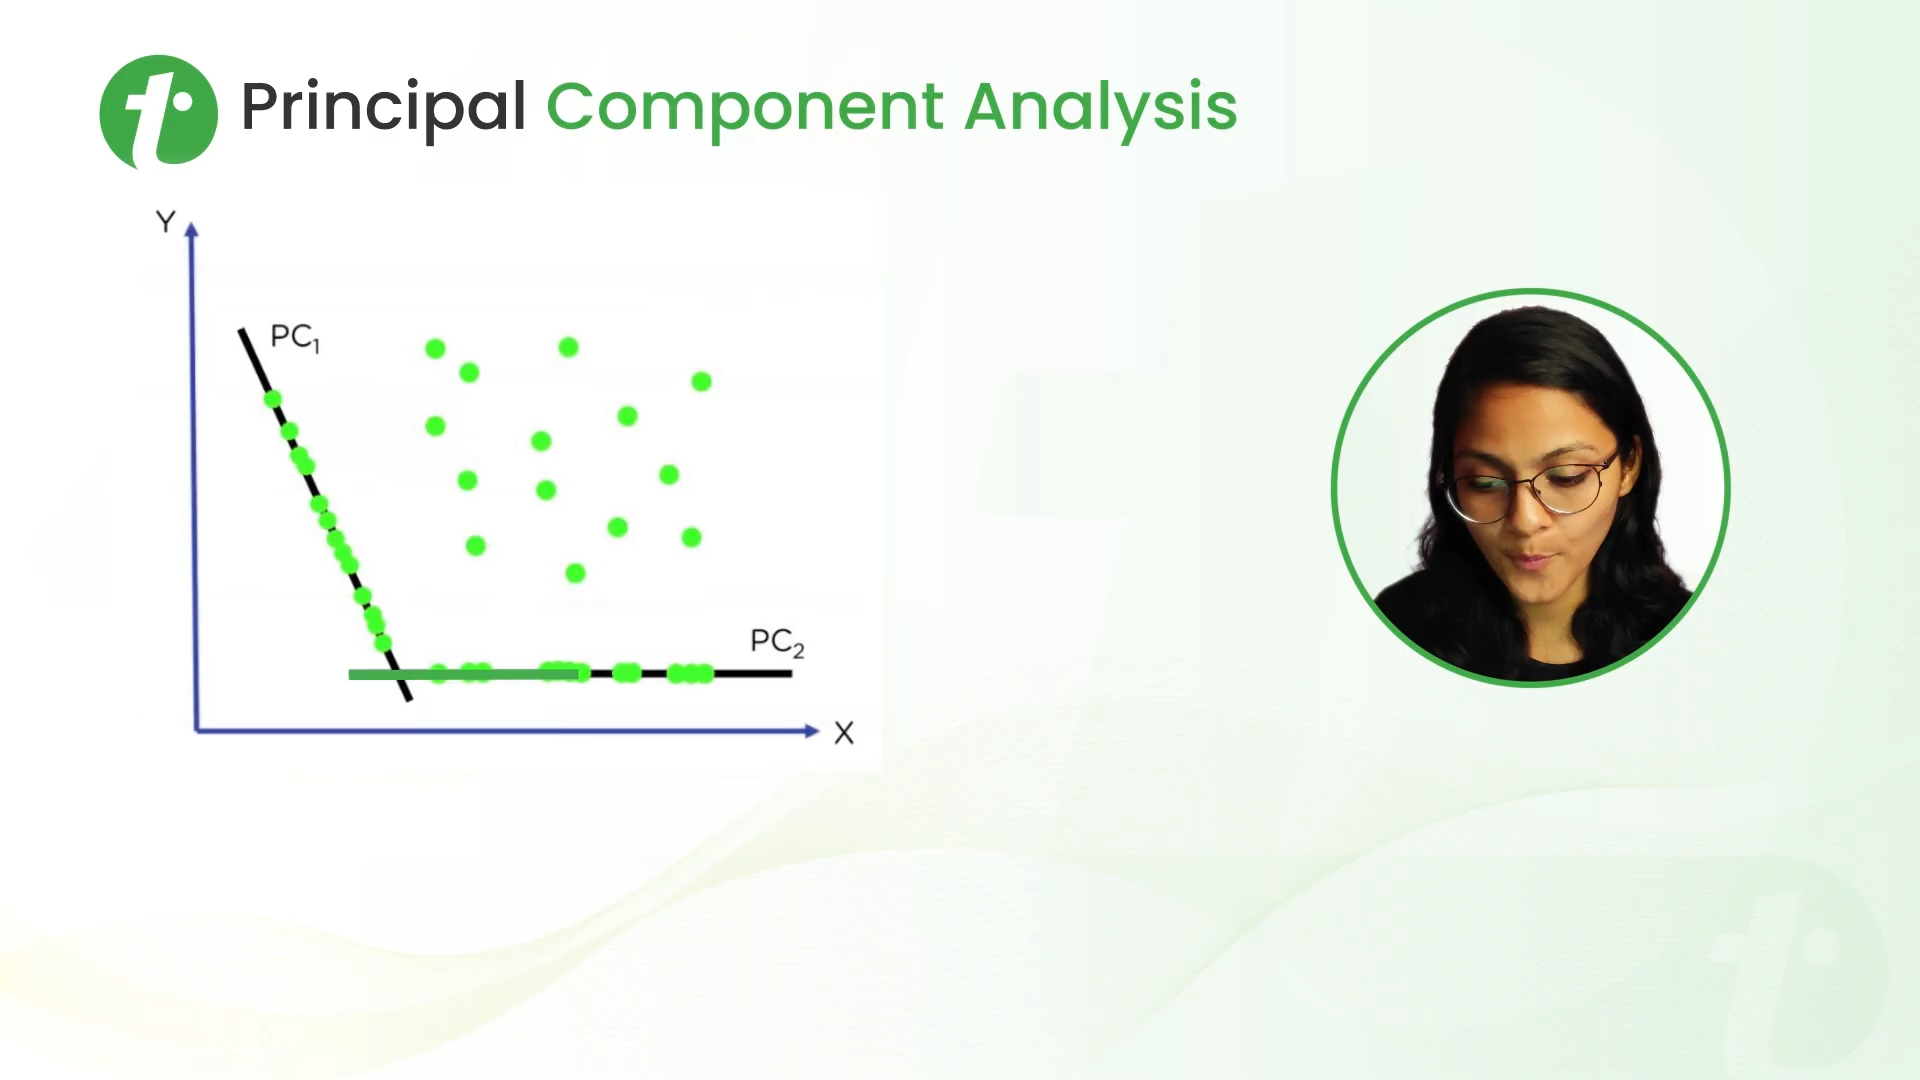 Principal Component Analysis
Y
PC₁
PC₂
X